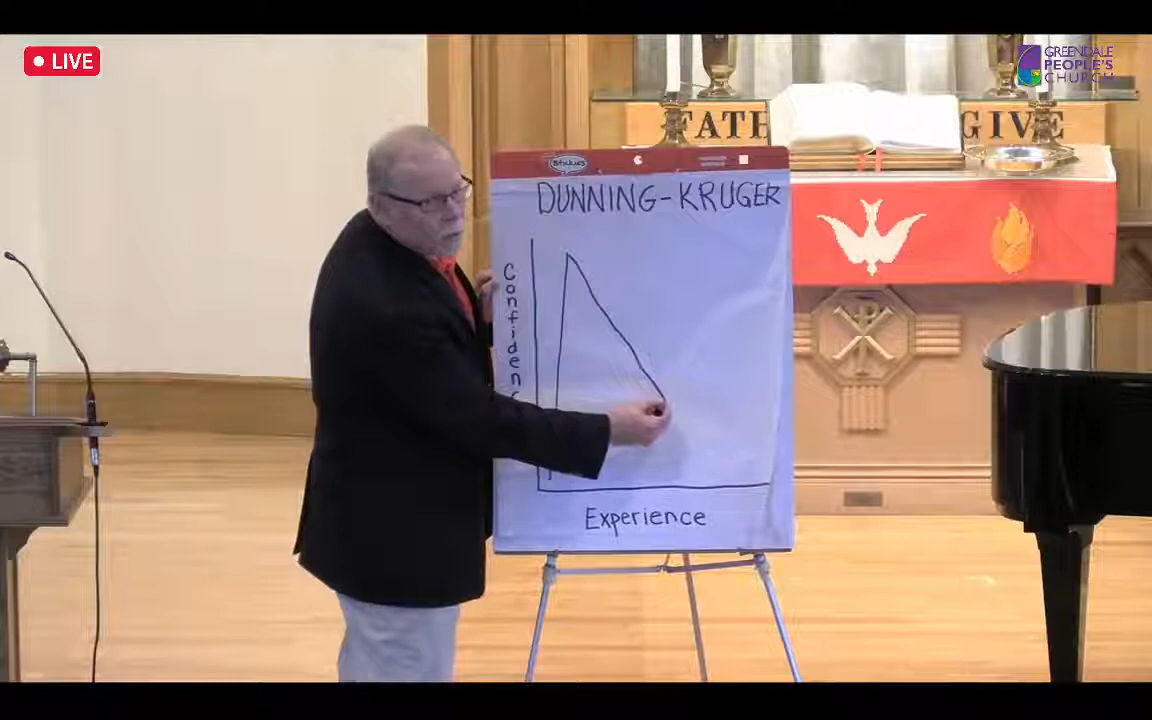 LIVE
GREENDALE
PEOPLE'S
CHURCH
FATH GIVE
DUNNING-KRUGER
Confidenc
Experience